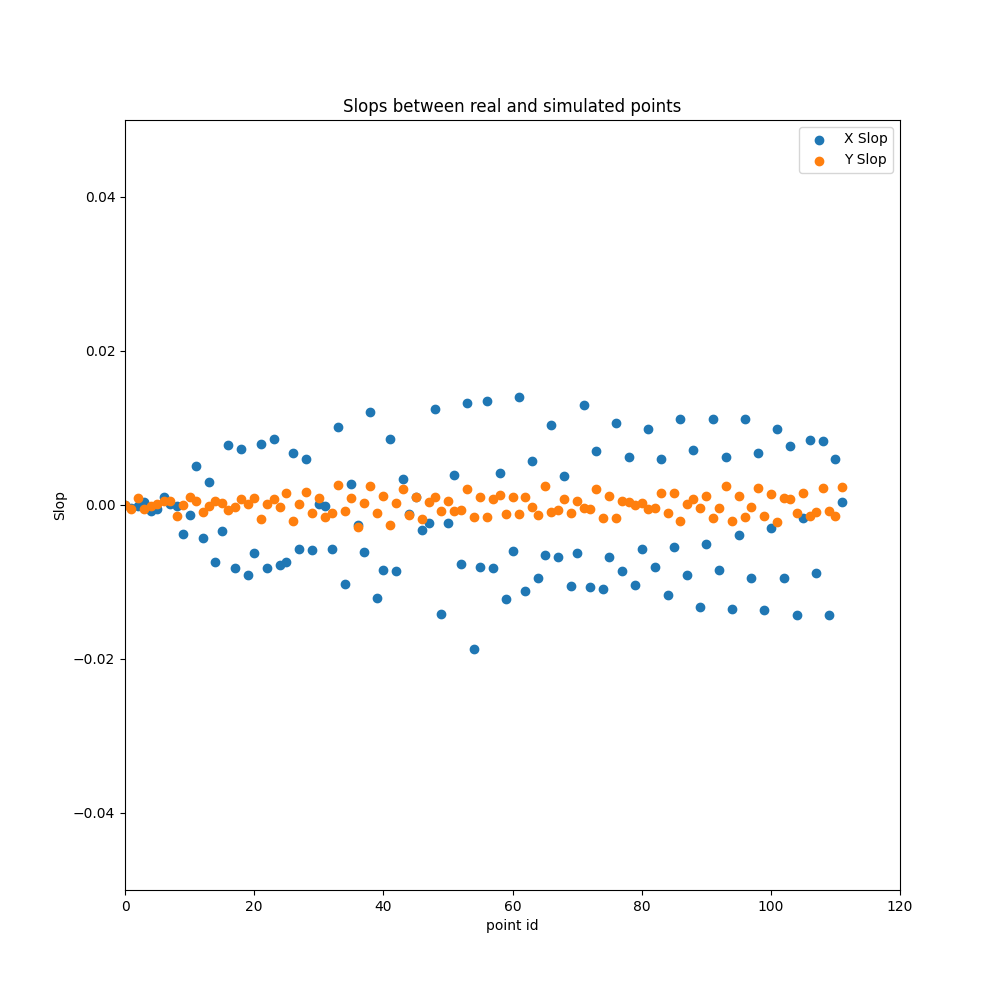 Slops between real and simulated points
X Slop
Y Slop
0.04
0.02
0.00
−0.02
−0.04
Slop
0 20 40 60 80 100 120
point id